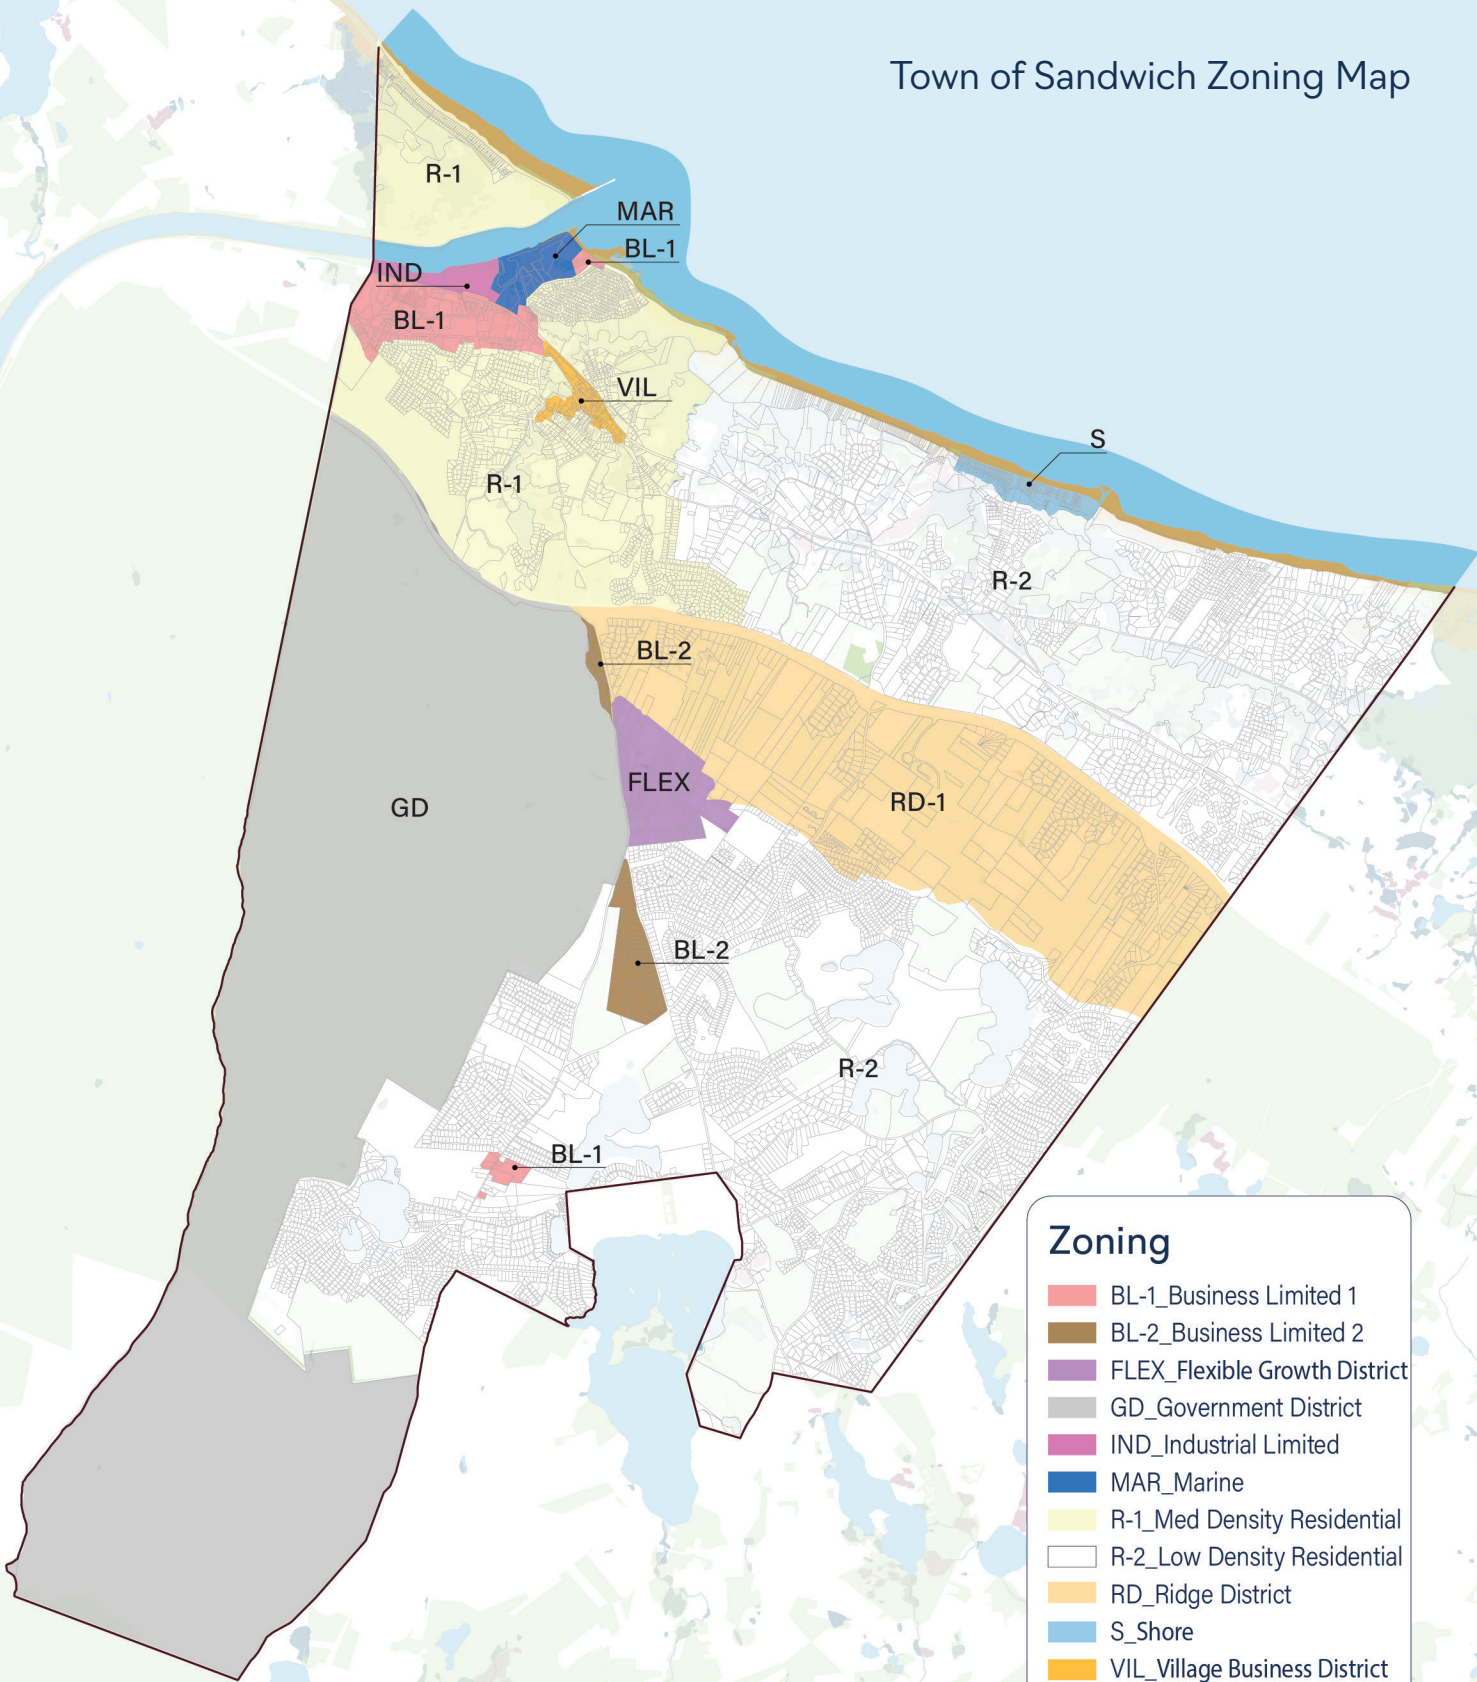 Town of Sandwich Zoning Map
R-1
MAR
BL-1
IND
BL-1
VIL
S
R-1
R-2
BL-2
FLEX
RD-1
GD
BL-2
R-2
BL-1
Zoning
BL-1_Business Limited 1
BL-2_Business Limited 2
FLEX_Flexible Growth District
GD_Government District
IND_Industrial Limited
MAR_Marine
R-1_Med Density Residential
R-2_Low Density Residential
RD_Ridge District
S_Shore
VIL_Village Business District